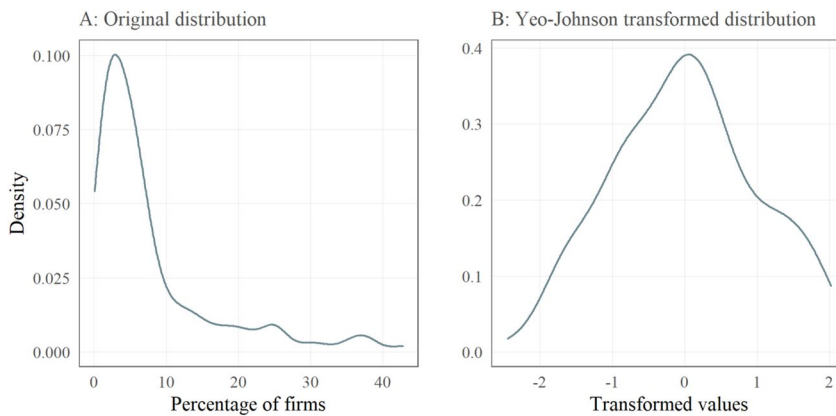 A: Original distribution
0.100
0.075
0.050
0.025
0.000
Density
0 10 20 30 40
Percentage of firms
B: Yeo-Johnson transformed distribution
0.4
0.3
0.2
0.1
0.0
-2 -1 0 1 2
Transformed values